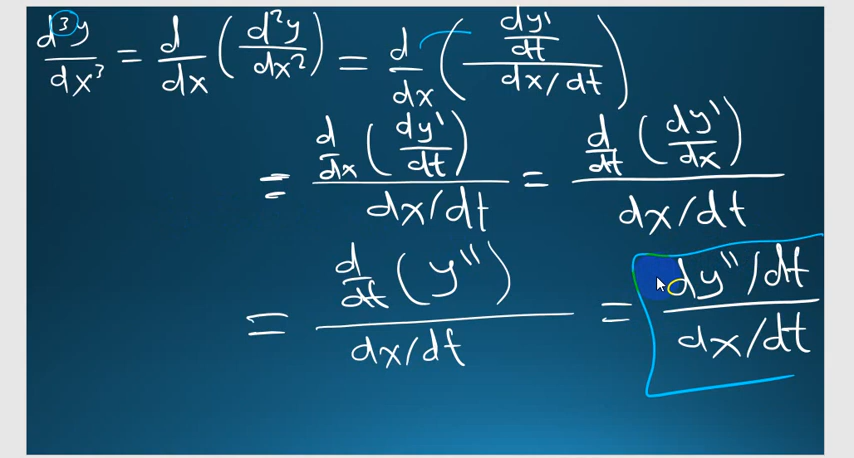 d³y/dx³ = d/dx (d²y/dx²) = d/dx ((dy'/dt)/(dx/dt))
= (d/dx (dy'/dt))/(dx/dt) = (d/dt (dy'/dx))/(dx/dt)
= (d/dt (y''))/(dx/dt) = (dy''/dt)/(dx/dt)